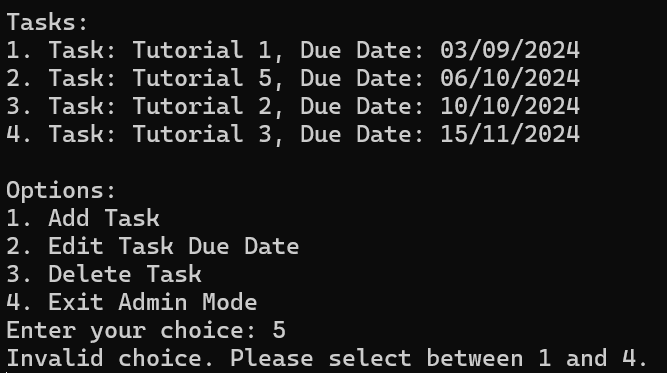 Tasks:
1. Task: Tutorial 1, Due Date: 03/09/2024
2. Task: Tutorial 5, Due Date: 06/10/2024
3. Task: Tutorial 2, Due Date: 10/10/2024
4. Task: Tutorial 3, Due Date: 15/11/2024
Options:
1. Add Task
2. Edit Task Due Date
3. Delete Task
4. Exit Admin Mode
Enter your choice: 5
Invalid choice. Please select between 1 and 4.